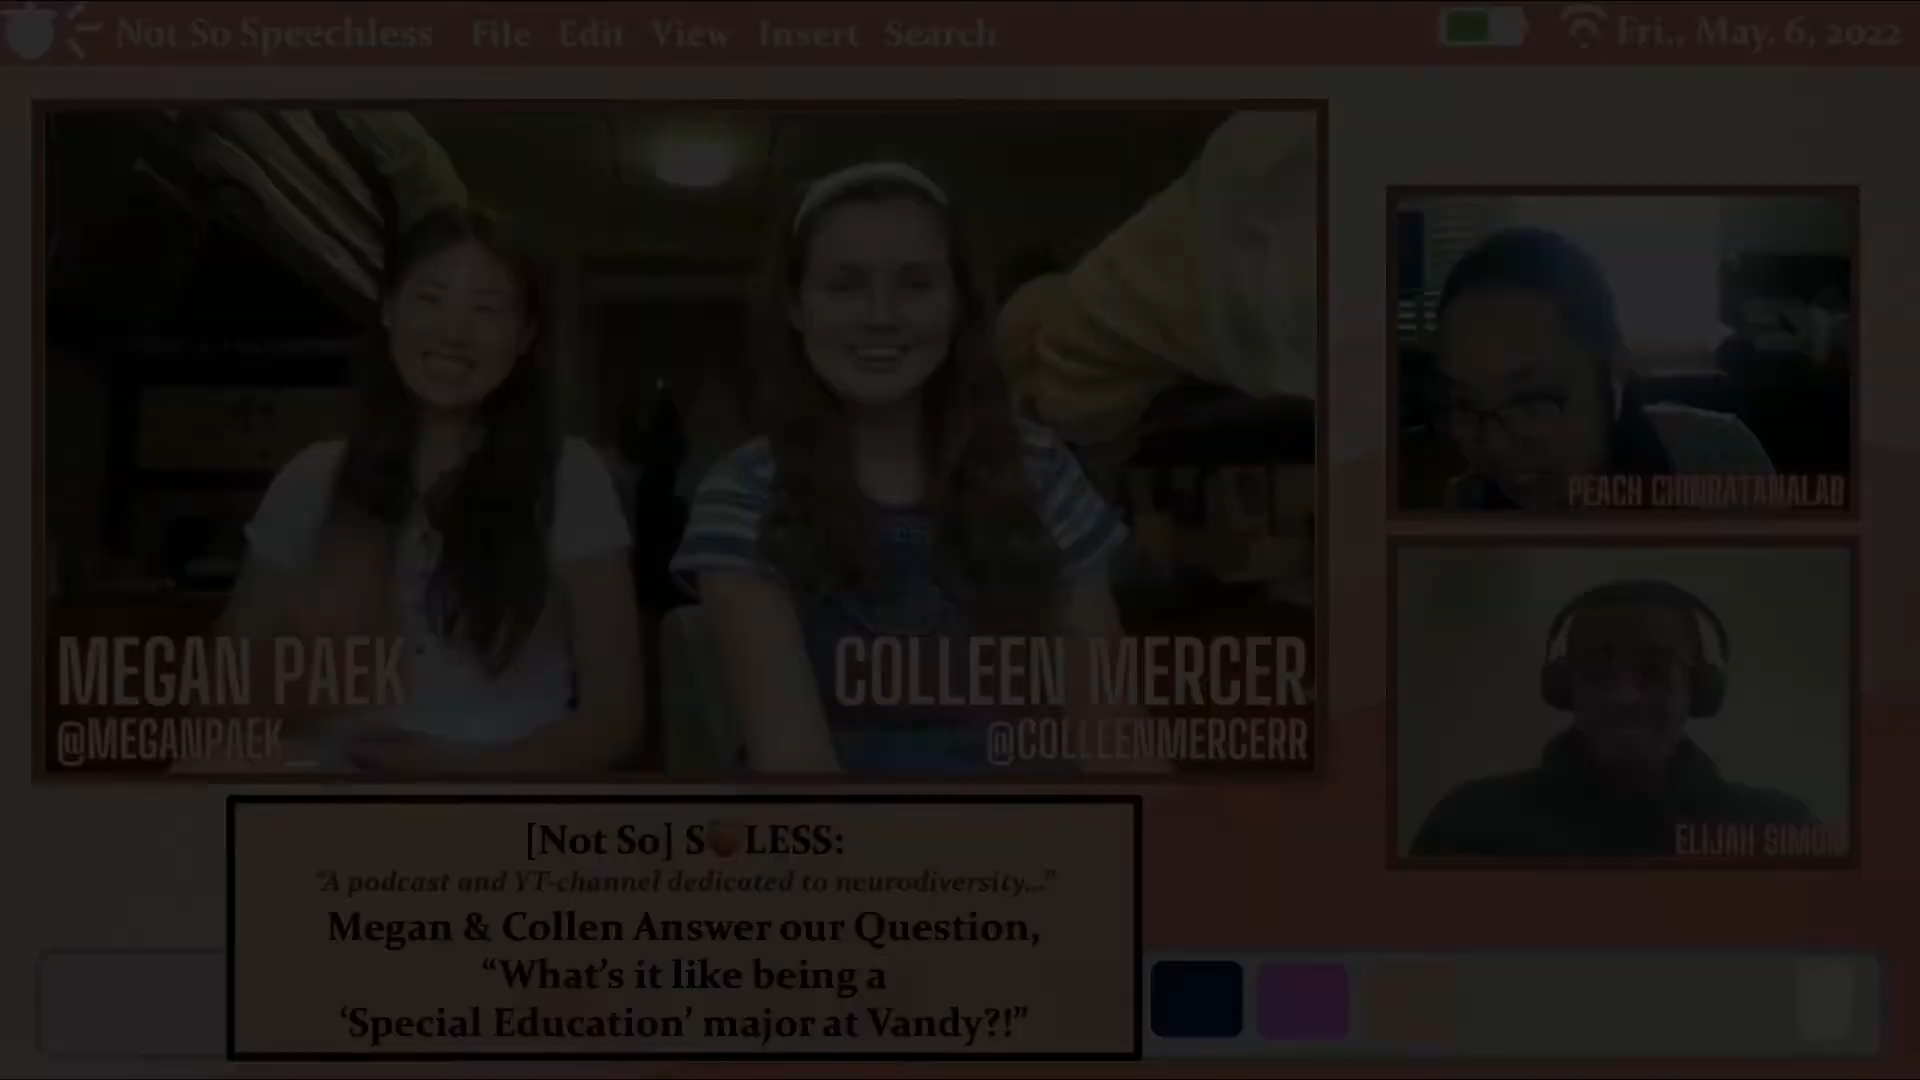 Not So Speechless File Edit View Insert Search Fri., May. 6, 2022
MEGAN PAEK
@MEGANPAEK__
COLLEEN MERCER
@COLLEENMERCERR
PEACH CHINRATANALAB
ELIJAH SIMON
[Not So] S🍑LESS:
“A podcast and YT-channel dedicated to neurodiversity...”
Megan & Collen Answer our Question,
“What’s it like being a
‘Special Education’ major at Vandy?!”